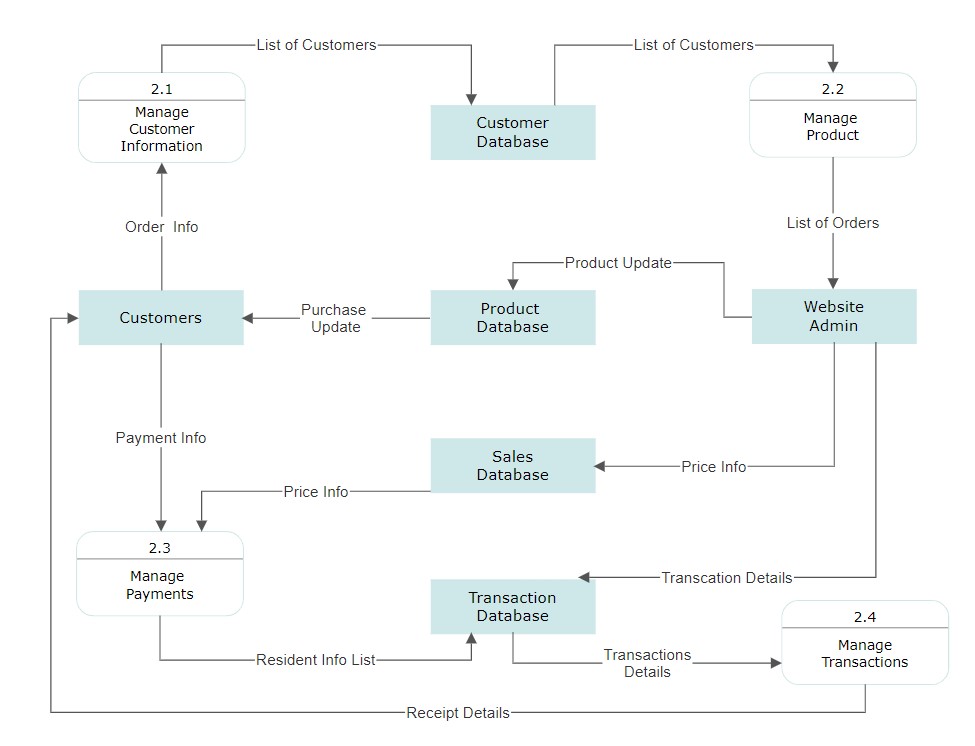 List of Customers
List of Customers
2.1
Manage
Customer
Information
Customer
Database
2.2
Manage
Product
Order Info
List of Orders
Product Update
Customers
Purchase
Update
Product
Database
Website
Admin
Payment Info
Sales
Database
Price Info
Price Info
2.3
Manage
Payments
Transcation Details
Transaction
Database
2.4
Manage
Transactions
Resident Info List
Transactions
Details
Receipt Details